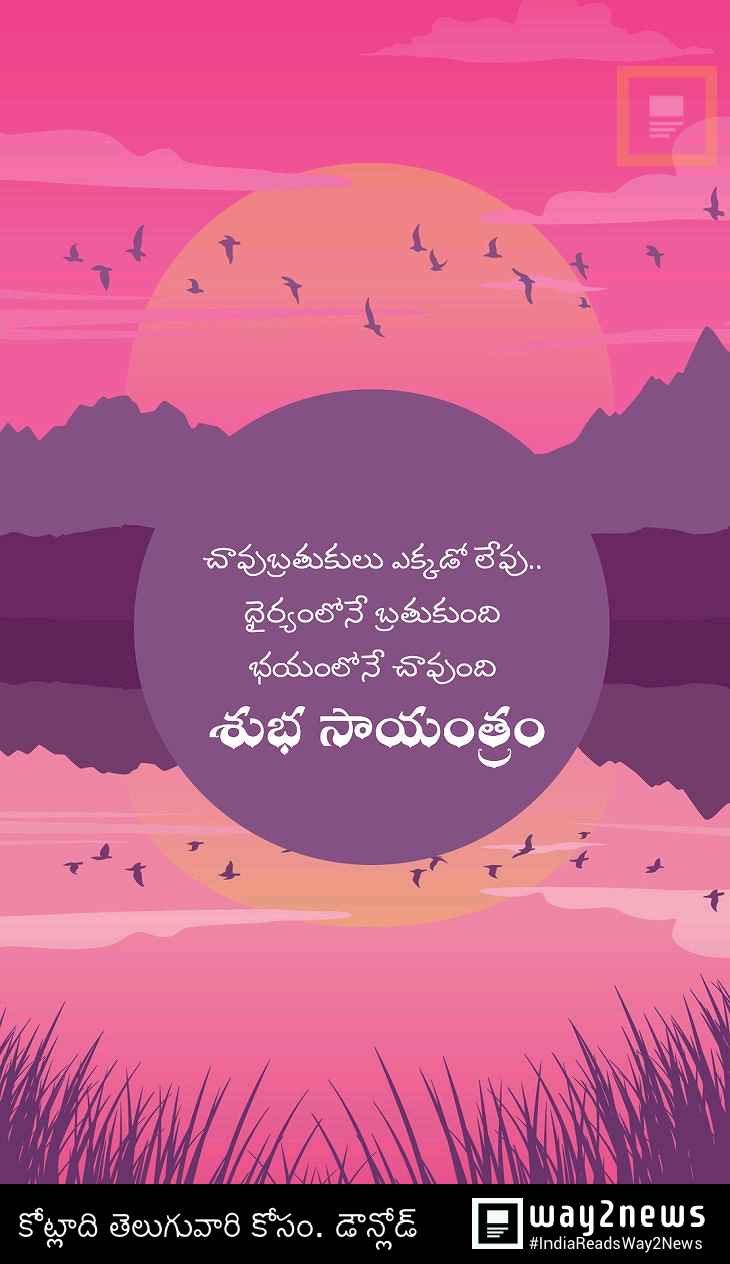 చావుబ్రతుకులు ఎక్కడో లేవు..
ధైర్యంలోనే బ్రతుకుంది
భయంలోనే చావుంది
శుభ సాయంత్రం
కోట్లాది తెలుగువారి కోసం. డౌన్లోడ్
way2news
#IndiaReadsWay2News